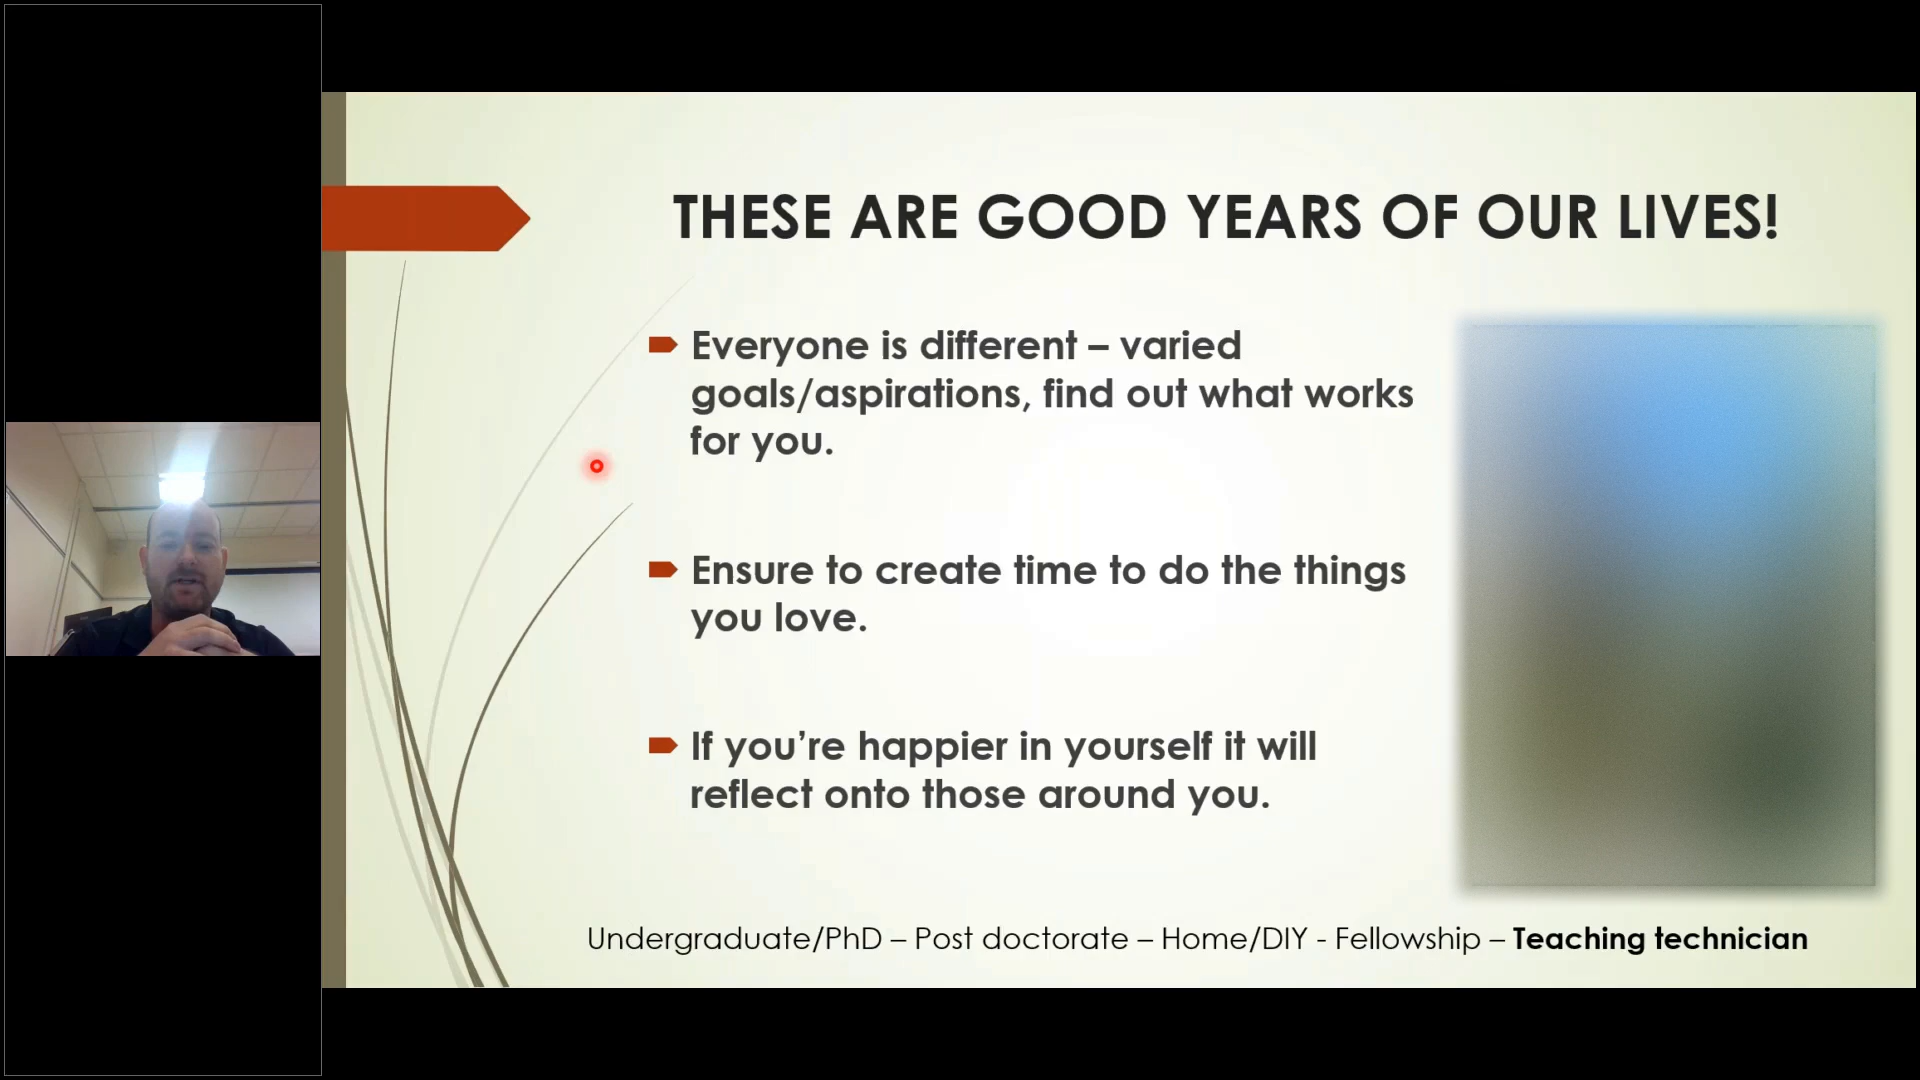 THESE ARE GOOD YEARS OF OUR LIVES!
Everyone is different – varied
goals/aspirations, find out what works
for you.
Ensure to create time to do the things
you love.
If you’re happier in yourself it will
reflect onto those around you.
Undergraduate/PhD – Post doctorate – Home/DIY - Fellowship – Teaching technician